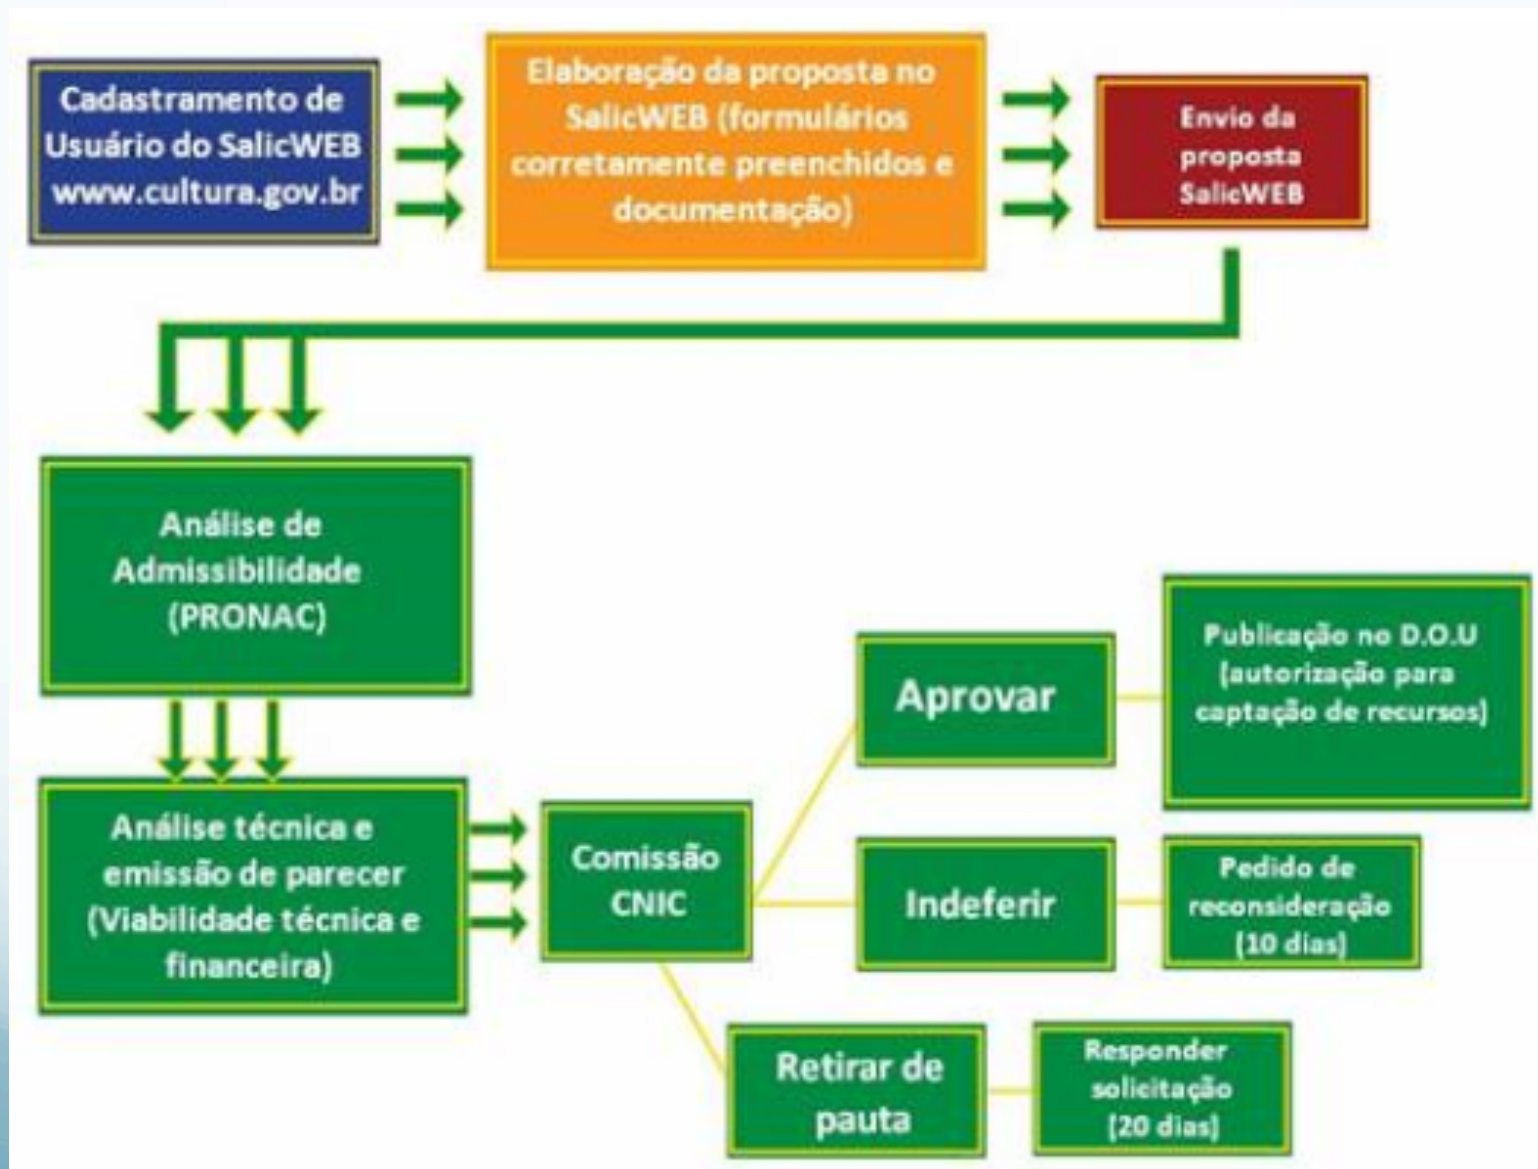 Cadastramento de
Usuário do SalicWEB
www.cultura.gov.br
Elaboração da proposta no
SalicWEB (formulários
corretamente preenchidos e
documentação)
Envio da
proposta
SalicWEB
Análise de
Admissibilidade
(PRONAC)
Análise técnica e
emissão de parecer
(Viabilidade técnica e
financeira)
Comissão
CNIC
Aprovar
Publicação no D.O.U
(autorização para
captação de recursos)
Indeferir
Pedido de
reconsideração
(10 dias)
Retirar de
pauta
Responder
solicitação
(20 dias)